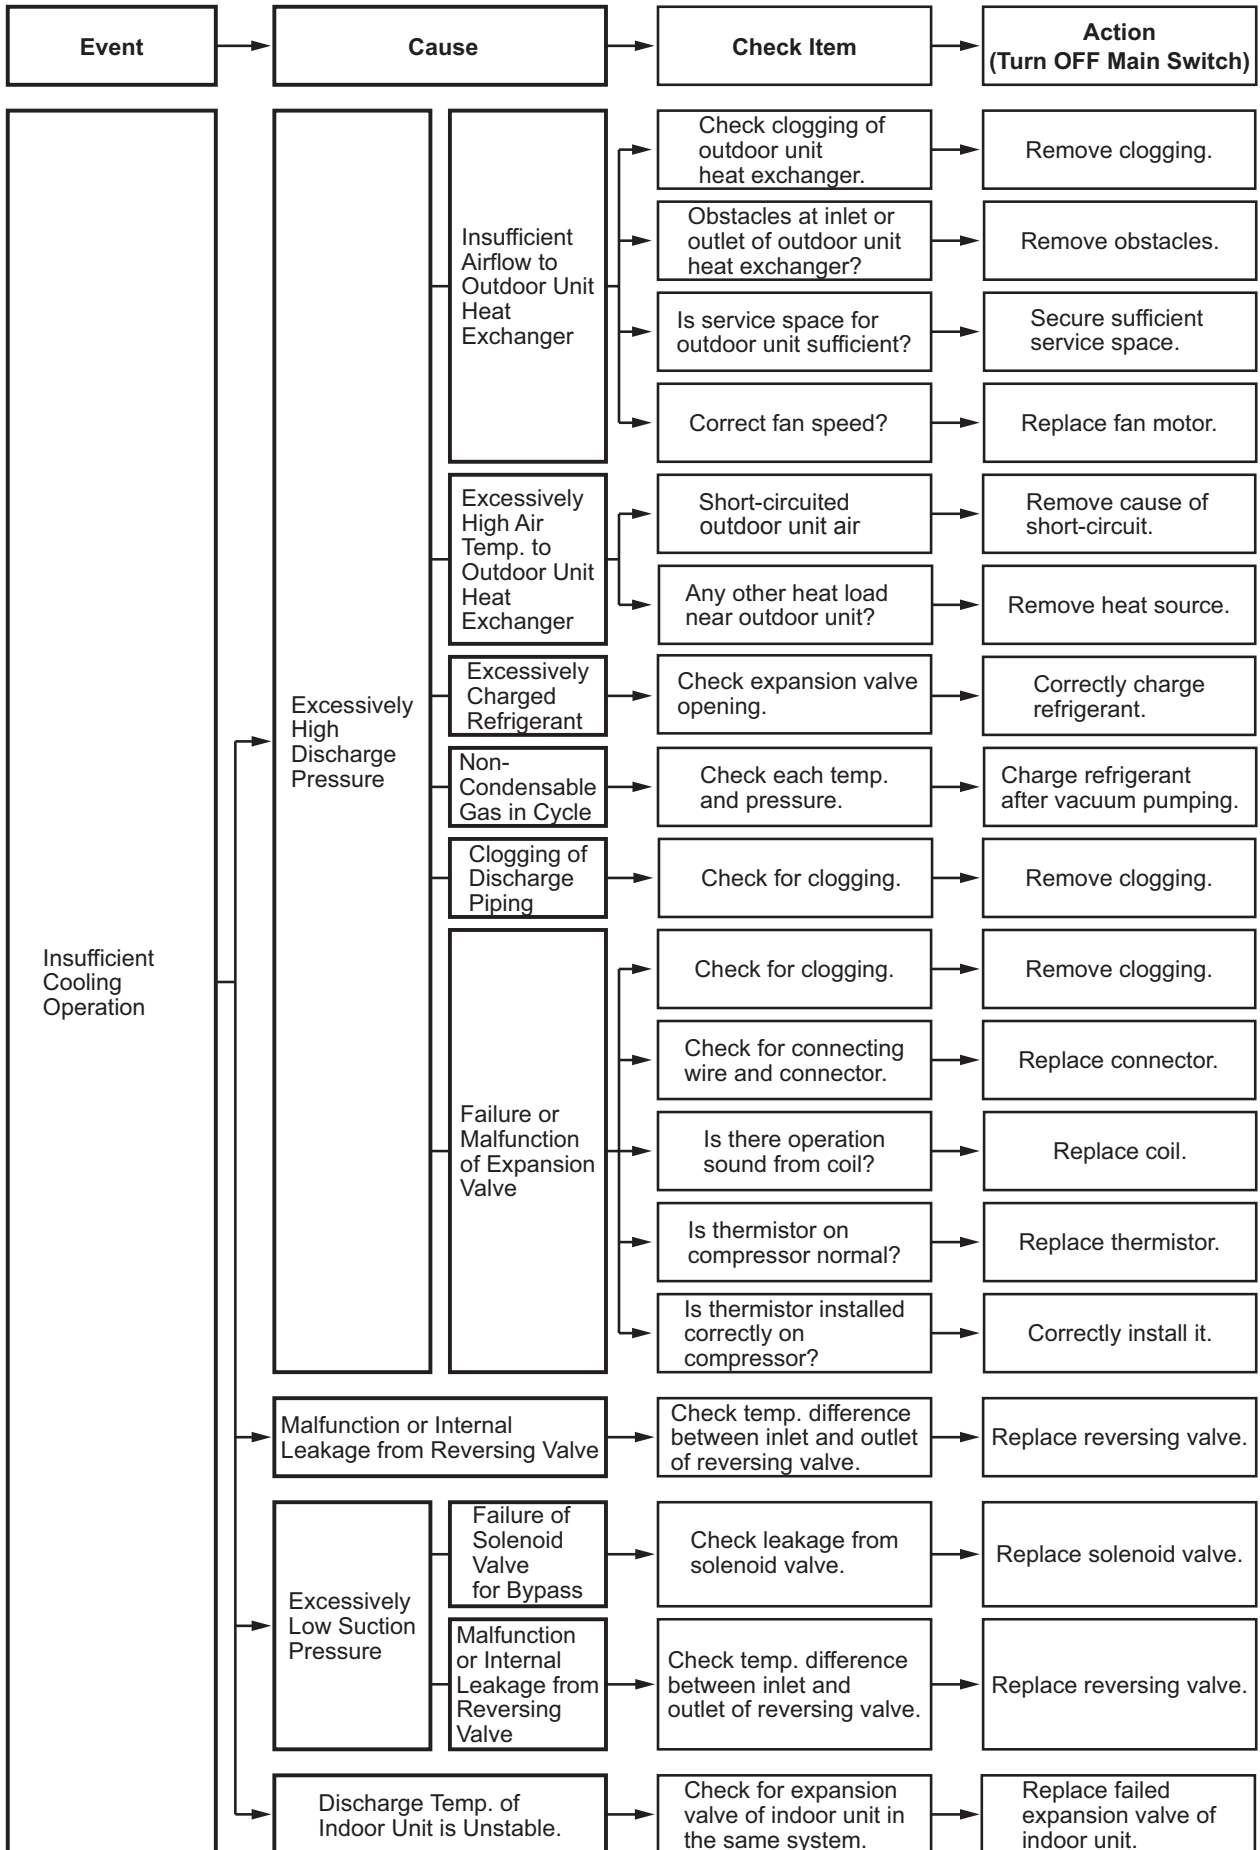 Event
Cause
Check Item
Action
(Turn OFF Main Switch)
Insufficient
Cooling
Operation
Excessively
High
Discharge
Pressure
Insufficient
Airflow to
Outdoor Unit
Heat
Exchanger
Check clogging of
outdoor unit
heat exchanger.
Remove clogging.
Obstacles at inlet or
outlet of outdoor unit
heat exchanger?
Remove obstacles.
Is service space for
outdoor unit sufficient?
Secure sufficient
service space.
Correct fan speed?
Replace fan motor.
Excessively
High Air
Temp. to
Outdoor Unit
Heat
Exchanger
Short-circuited
outdoor unit air
Remove cause of
short-circuit.
Any other heat load
near outdoor unit?
Remove heat source.
Excessively
Charged
Refrigerant
Check expansion valve
opening.
Correctly charge
refrigerant.
Non-
Condensable
Gas in Cycle
Check each temp.
and pressure.
Charge refrigerant
after vacuum pumping.
Clogging of
Discharge
Piping
Check for clogging.
Remove clogging.
Failure or
Malfunction
of Expansion
Valve
Check for clogging.
Remove clogging.
Check for connecting
wire and connector.
Replace connector.
Is there operation
sound from coil?
Replace coil.
Is thermistor on
compressor normal?
Replace thermistor.
Is thermistor installed
correctly on
compressor?
Correctly install it.
Malfunction or Internal
Leakage from Reversing Valve
Check temp. difference
between inlet and outlet
of reversing valve.
Replace reversing valve.
Excessively
Low Suction
Pressure
Failure of
Solenoid
Valve
for Bypass
Check leakage from
solenoid valve.
Replace solenoid valve.
Malfunction
or Internal
Leakage from
Reversing
Valve
Check temp. difference
between inlet and
outlet of reversing valve.
Replace reversing valve.
Discharge Temp. of
Indoor Unit is Unstable.
Check for expansion
valve of indoor unit in
the same system.
Replace failed
expansion valve of
indoor unit.